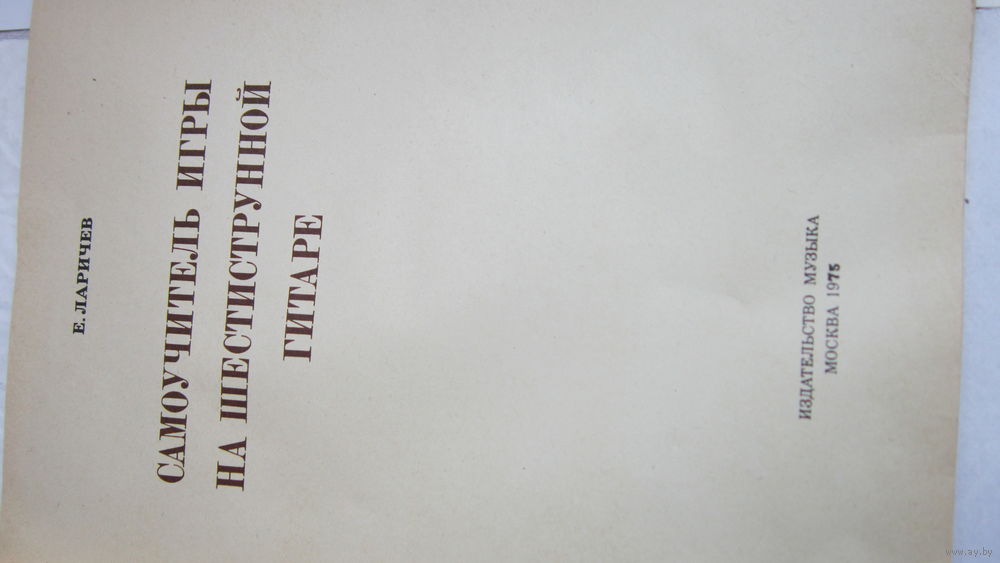 Е. ЛАРИЧЕВ
САМОУЧИТЕЛЬ ИГРЫ
НА ШЕСТИСТРУННОЙ
ГИТАРЕ
ИЗДАТЕЛЬСТВО МУЗЫКА
МОСКВА 1975
www.ay.by